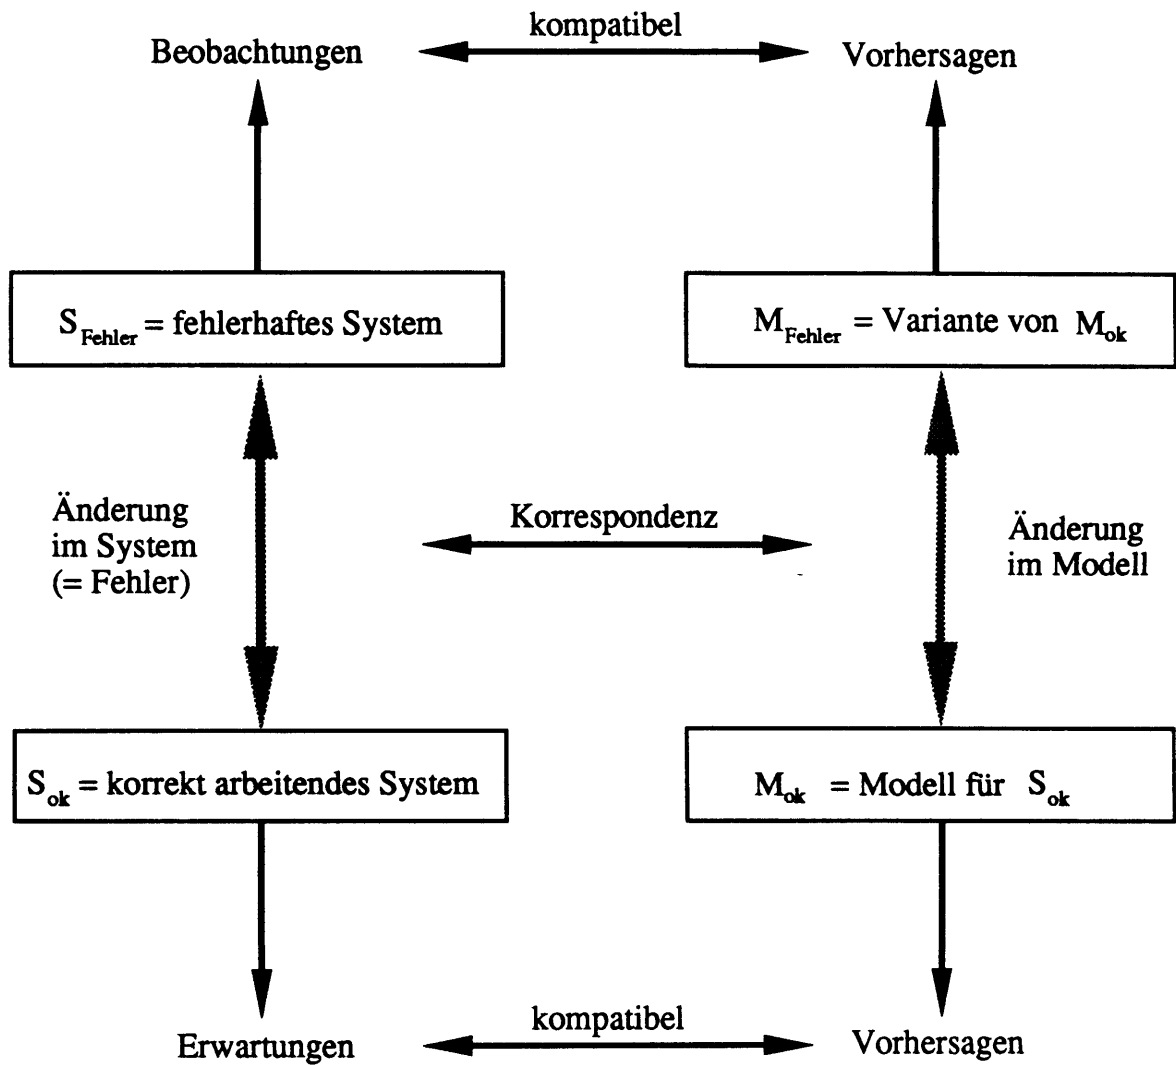 kompatibel
Beobachtungen
Vorhersagen
S_Fehler = fehlerhaftes System
M_Fehler = Variante von M_ok
Änderung
im System
(= Fehler)
Korrespondenz
Änderung
im Modell
S_ok = korrekt arbeitendes System
M_ok = Modell für S_ok
kompatibel
Erwartungen
Vorhersagen